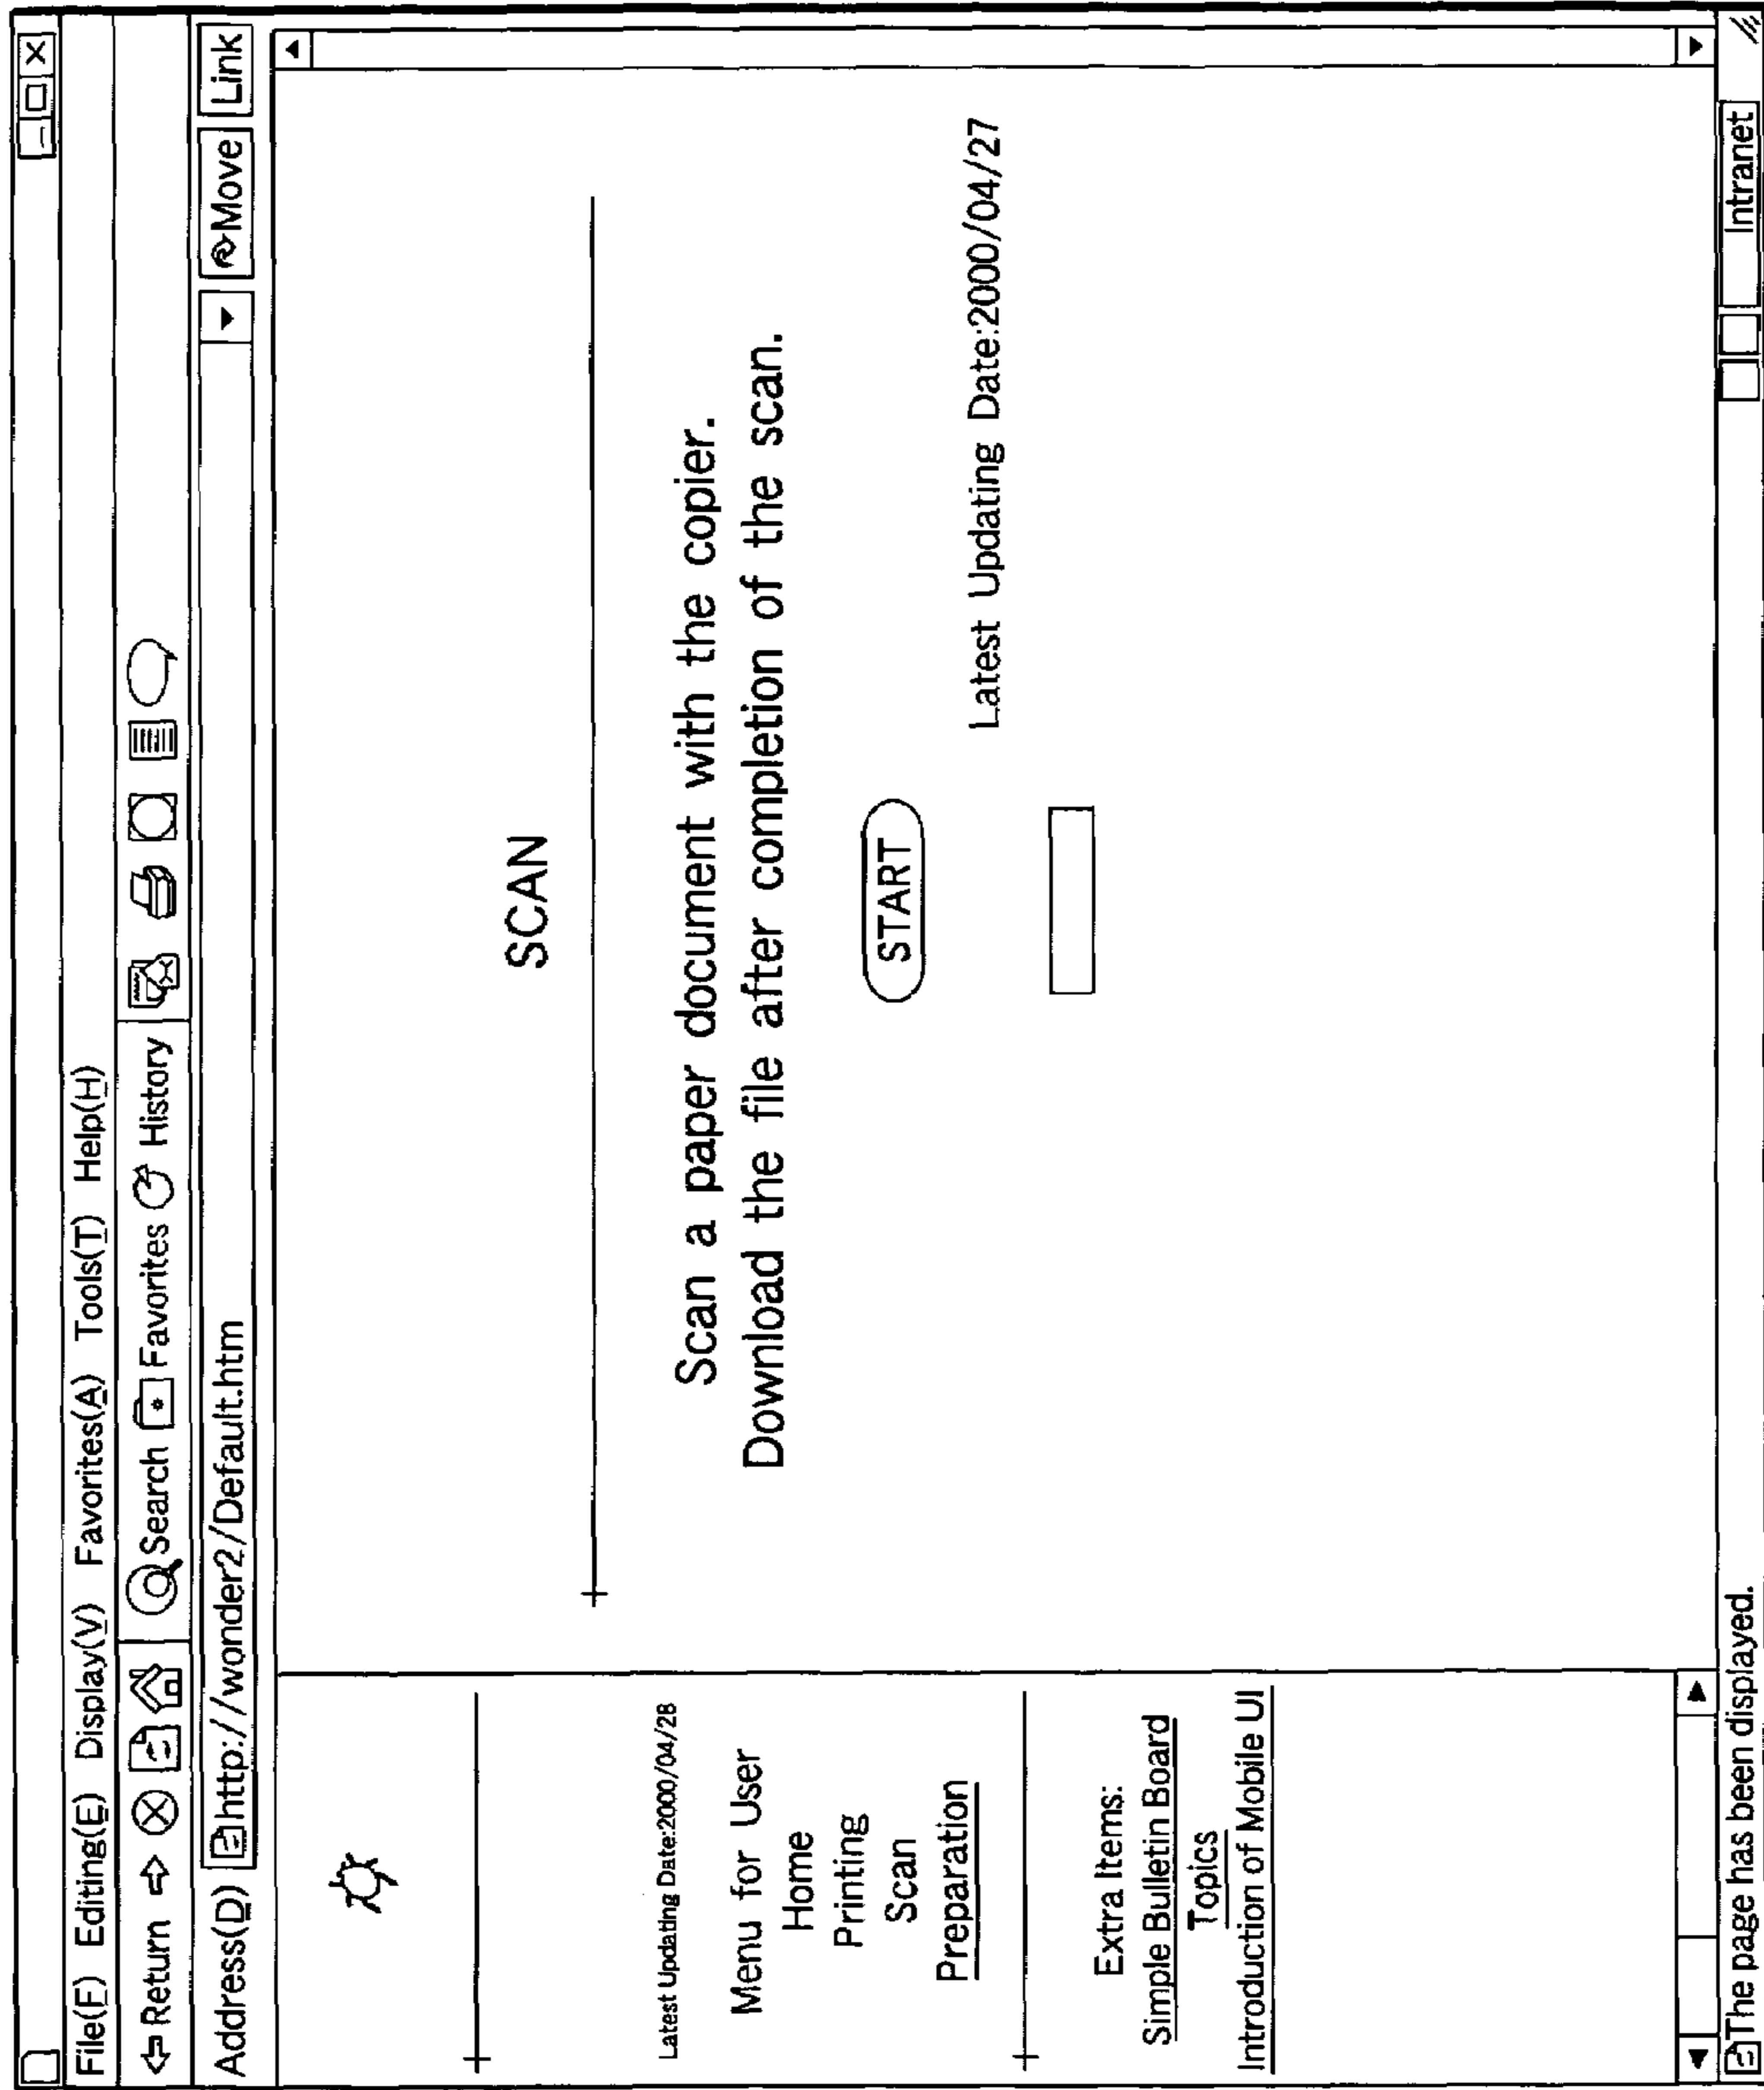 File(F) Editing(E) Display(V) Favorites(A) Tools(T) Help(H)
Return Search Favorites History
Address(D) http://wonder2/Default.htm Move Link
Latest Updating Date:2000/04/28
Menu for User
Home
Printing
Scan
Preparation
Extra Items:
Simple Bulletin Board
Topics
Introduction of Mobile UI
SCAN
Scan a paper document with the copier.
Download the file after completion of the scan.
START
Latest Updating Date:2000/04/27
The page has been displayed. Intranet